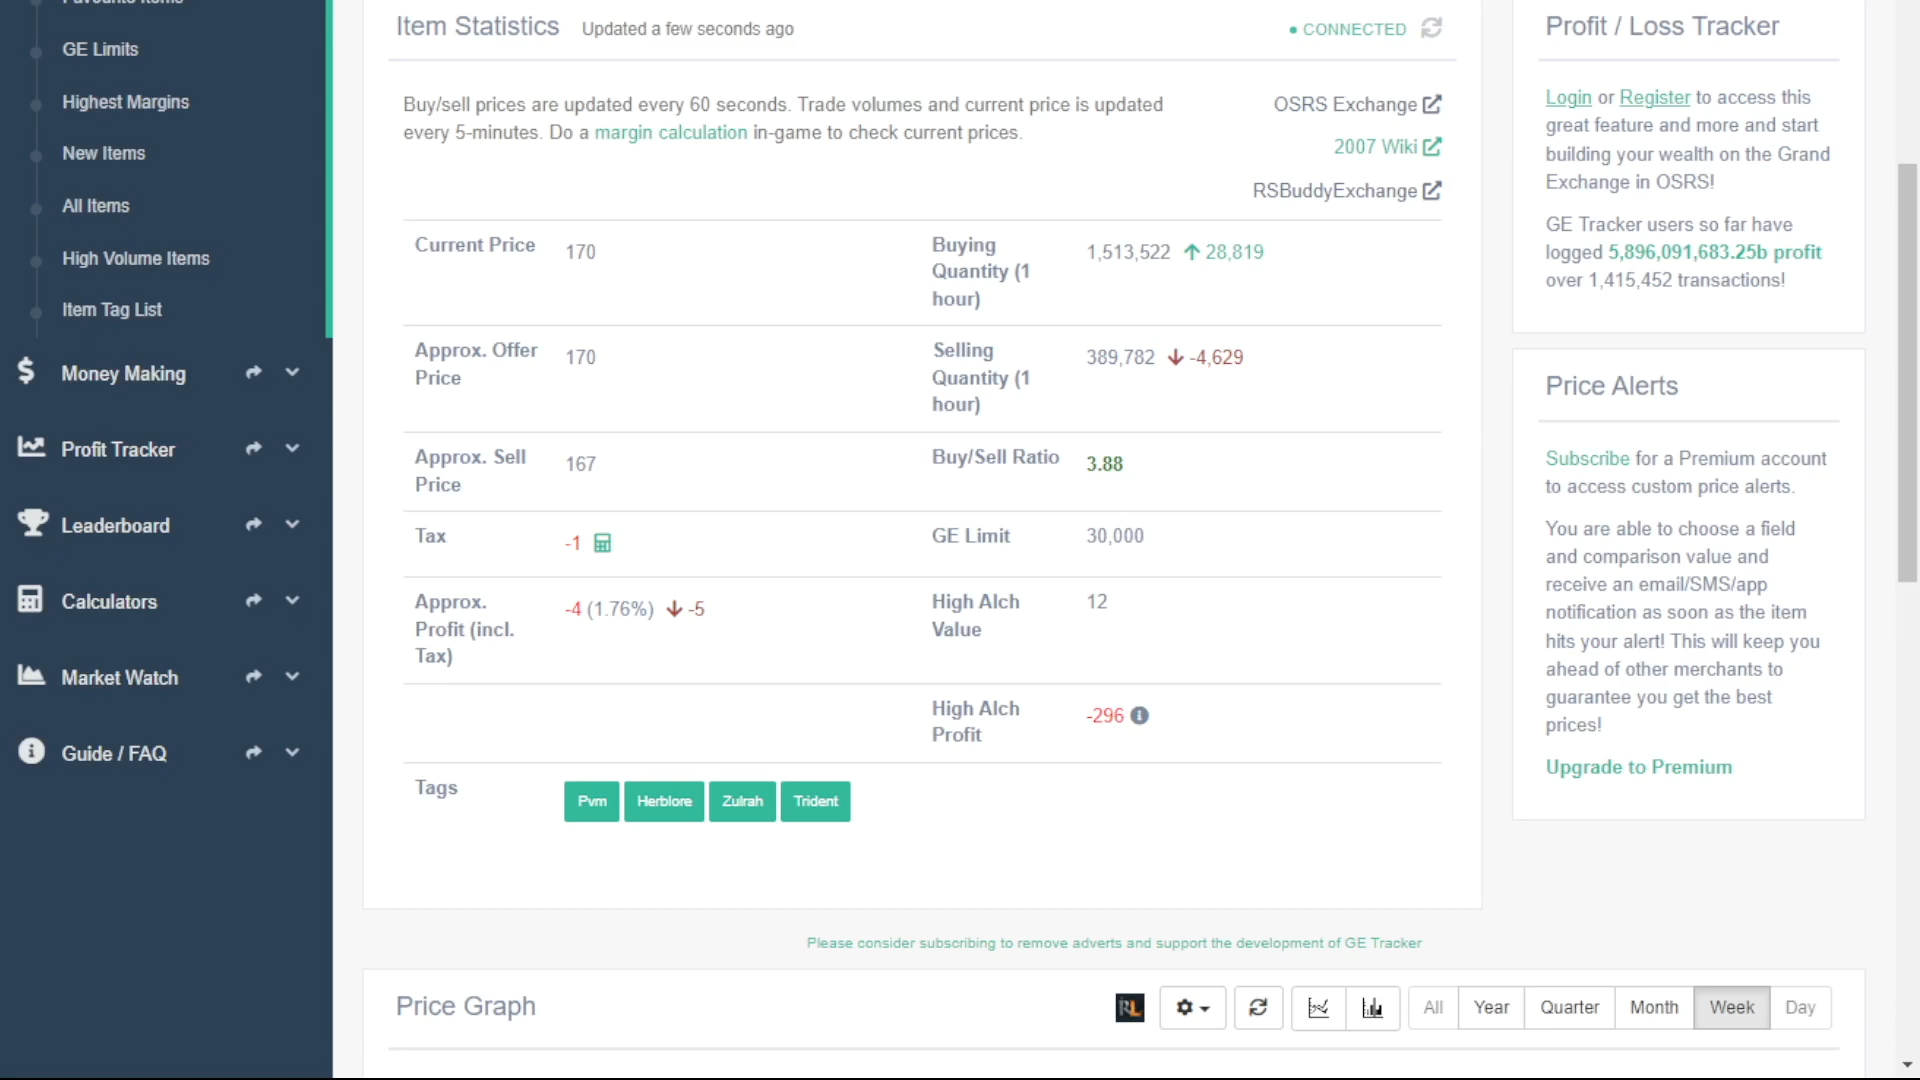 Favourite Items
GE Limits
Highest Margins
New Items
All Items
High Volume Items
Item Tag List
Money Making
Profit Tracker
Leaderboard
Calculators
Market Watch
Guide / FAQ
Item Statistics Updated a few seconds ago
CONNECTED
Buy/sell prices are updated every 60 seconds. Trade volumes and current price is updated
every 5-minutes. Do a margin calculation in-game to check current prices.
OSRS Exchange
2007 Wiki
RSBuddyExchange
Current Price 170
Buying
Quantity (1
hour)
1,513,522 28,819
Approx. Offer
Price
170
Selling
Quantity (1
hour)
389,782 -4,629
Approx. Sell
Price
167
Buy/Sell Ratio 3.88
Tax -1
GE Limit 30,000
Approx.
Profit (incl.
Tax)
-4 (1.76%) -5
High Alch
Value
12
High Alch
Profit
-296
Tags
Pvm Herblore Zulrah Trident
Please consider subscribing to remove adverts and support the development of GE Tracker
Price Graph
RL
All Year Quarter Month Week Day
Profit / Loss Tracker
Login or Register to access this
great feature and more and start
building your wealth on the Grand
Exchange in OSRS!
GE Tracker users so far have
logged 5,896,091,683.25b profit
over 1,415,452 transactions!
Price Alerts
Subscribe for a Premium account
to access custom price alerts.
You are able to choose a field
and comparison value and
receive an email/SMS/app
notification as soon as the item
hits your alert! This will keep you
ahead of other merchants to
guarantee you get the best
prices!
Upgrade to Premium